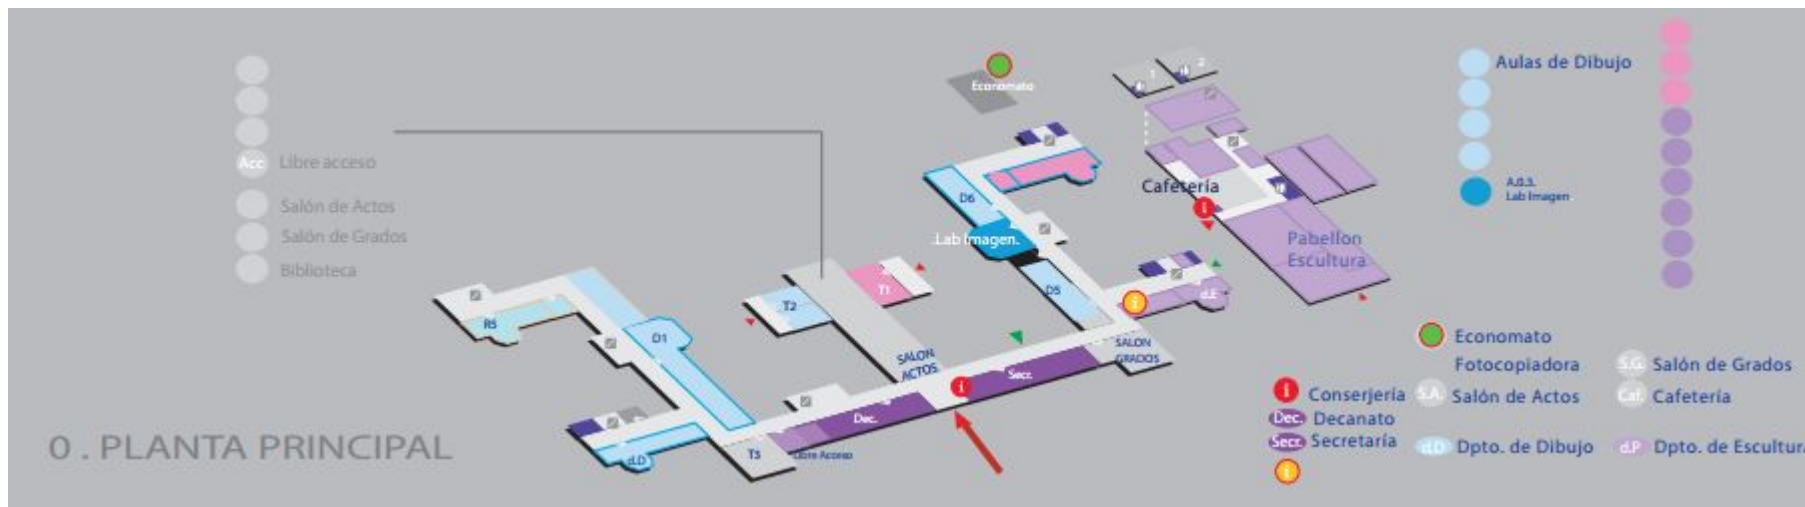 Acc
Libre acceso
Salón de Actos
Salón de Grados
Biblioteca
0 . PLANTA PRINCIPAL
Economato
1
2
Cafetería
i
Pabellon
Escultura
D6
.Lab Imagen.
D5
T1
T2
R5
D1
d.E
i
SALON
ACTOS
SALON
GRADOS
Secr.
i
Dec.
T3
Libre Acceso
d.D
Aulas de Dibujo
A.0.3.
Lab Imagen.
Economato
Fotocopiadora
S.G. Salón de Grados
i Conserjería
S.A. Salón de Actos
Caf. Cafetería
Dec. Decanato
Secr. Secretaría
d.D Dpto. de Dibujo
d.P Dpto. de Escultura
i